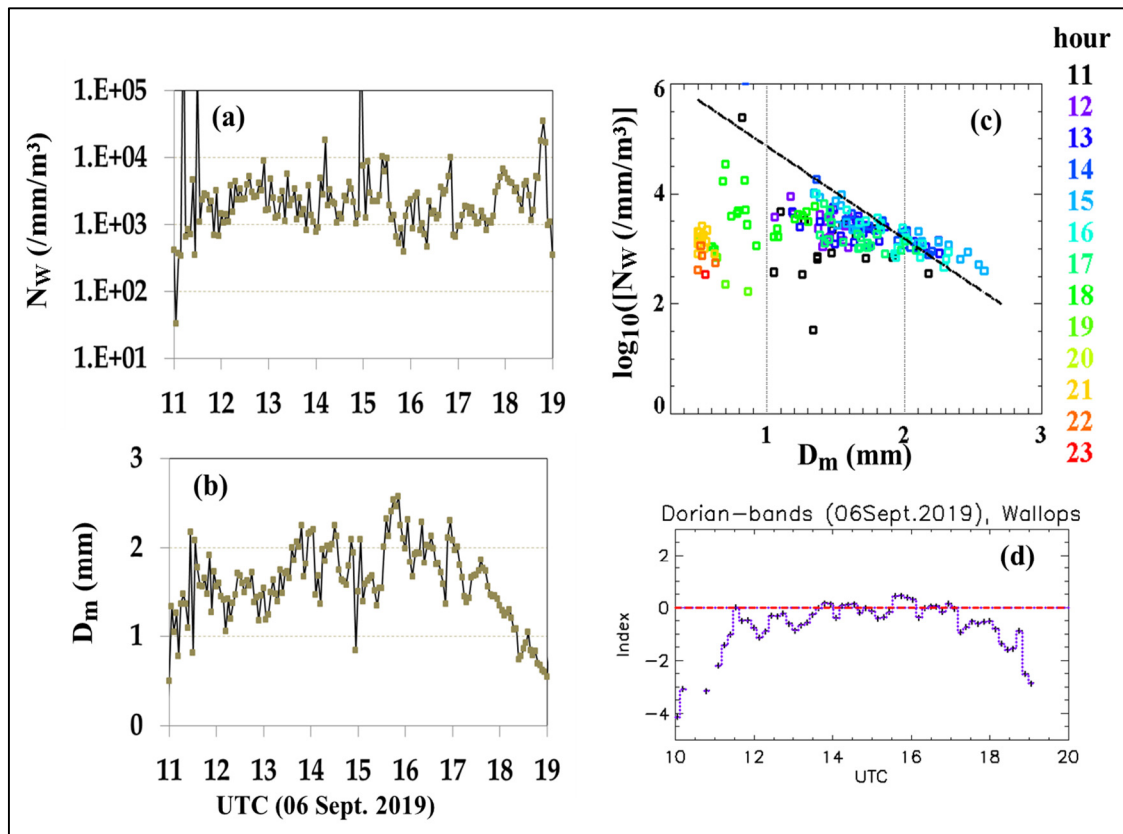 (a)
1.E+05
1.E+04
1.E+03
1.E+02
1.E+01
N_W (/mm/m³)
11 12 13 14 15 16 17 18 19
(b)
3
2
1
0
D_m (mm)
11 12 13 14 15 16 17 18 19
UTC (06 Sept. 2019)
(c)
6
4
2
0
log₁₀([N_W (/mm/m³)]
1 2 3
D_m (mm)
hour
11
12
13
14
15
16
17
18
19
20
21
22
23
Dorian-bands (06Sept.2019), Wallops
(d)
2
0
-2
-4
Index
10 12 14 16 18 20
UTC